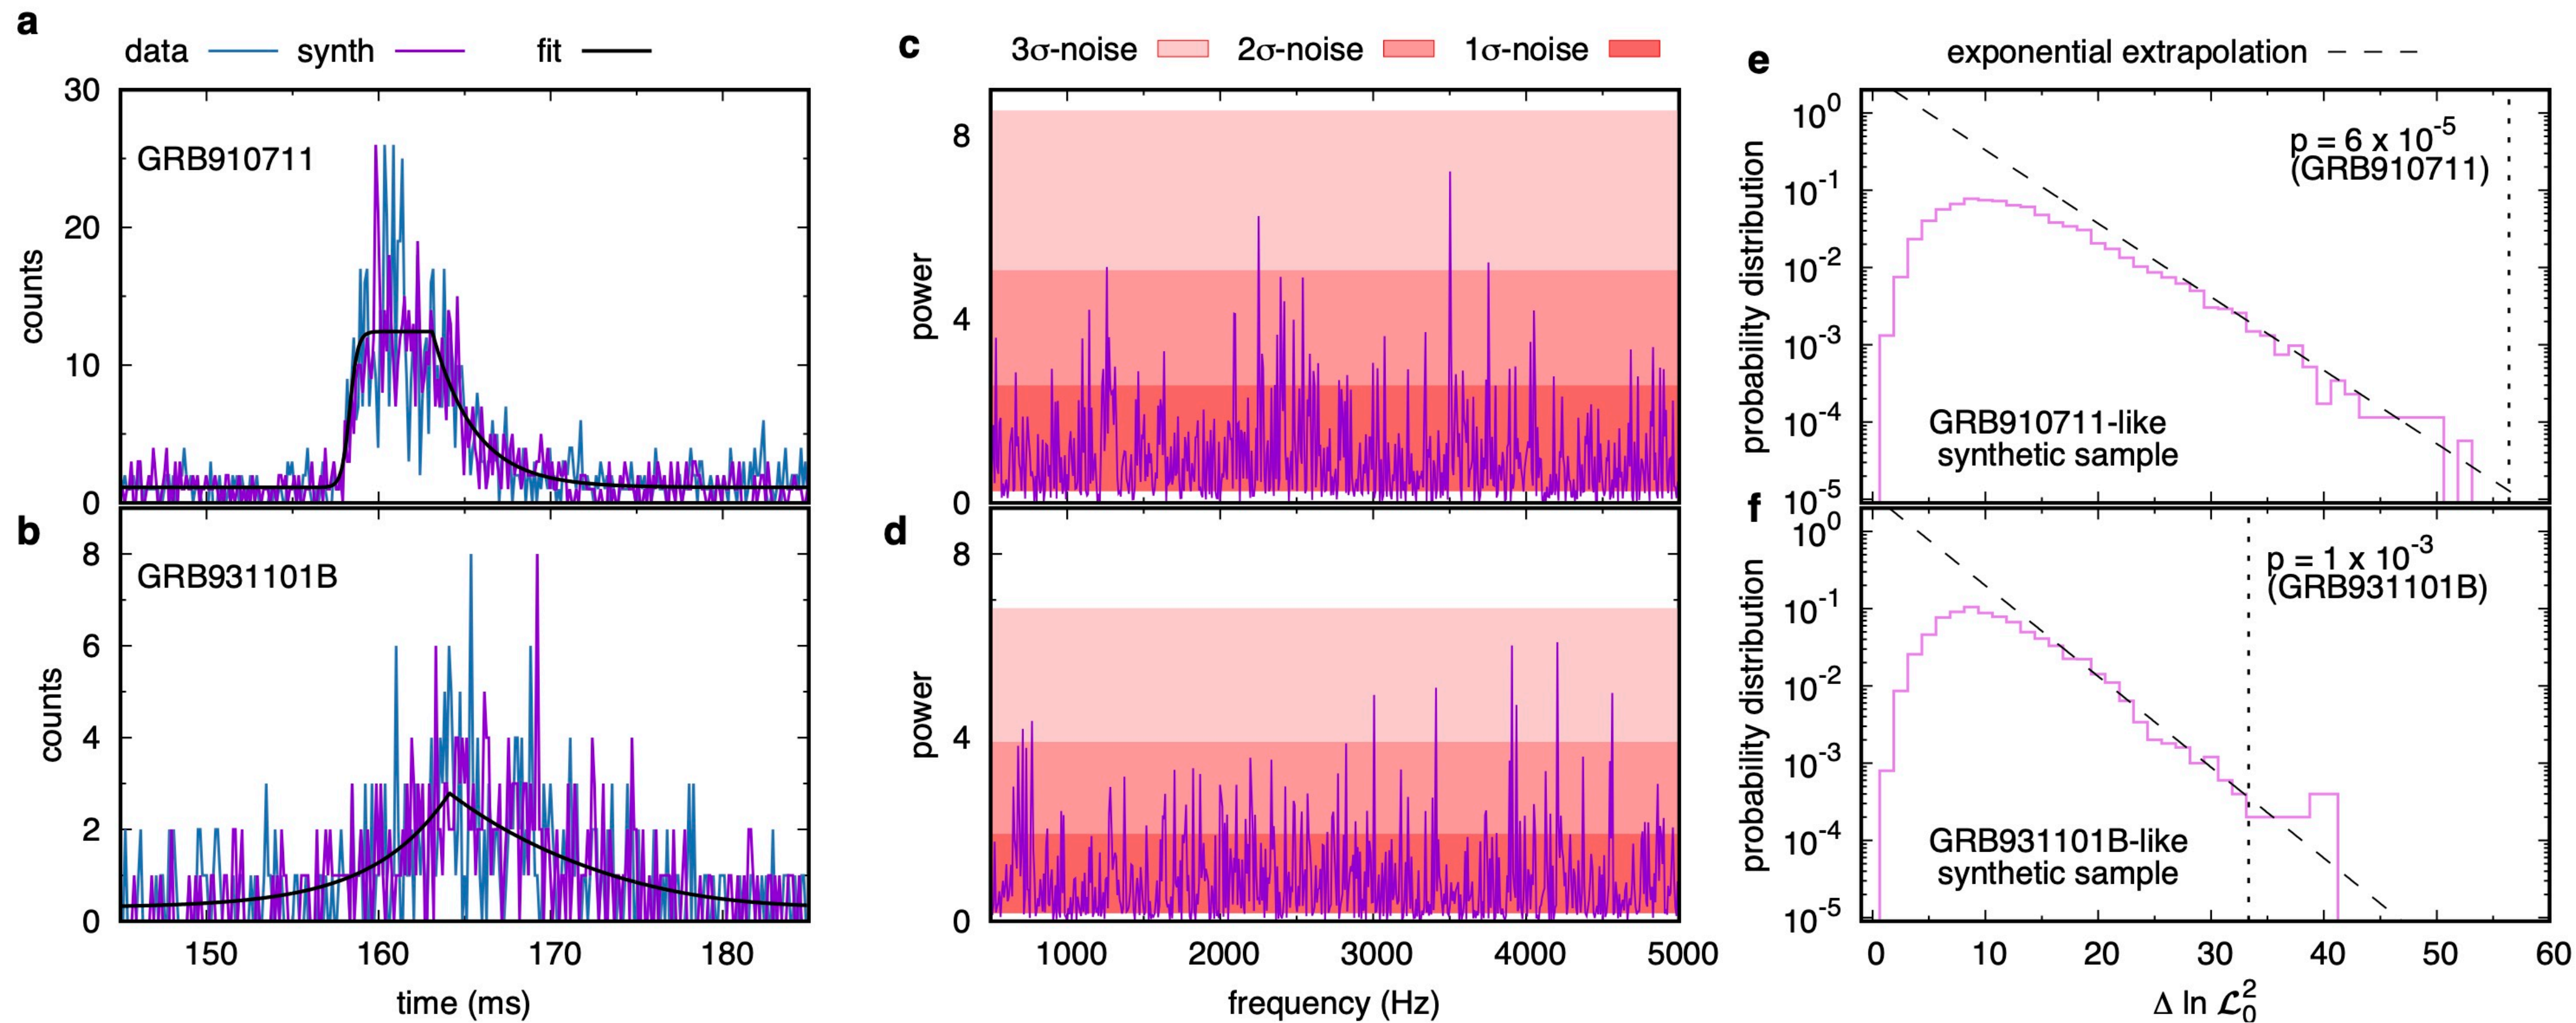 a
data
synth
fit
30
20
10
0
counts
GRB910711
b
8
6
4
2
0
counts
GRB931101B
150
160
170
180
time (ms)
c
3σ-noise
2σ-noise
1σ-noise
8
4
0
power
d
8
4
0
power
1000
2000
3000
4000
5000
frequency (Hz)
e
exponential extrapolation
10^0
10^-1
10^-2
10^-3
10^-4
10^-5
probability distribution
p = 6 x 10^-5
(GRB910711)
GRB910711-like
synthetic sample
f
10^0
10^-1
10^-2
10^-3
10^-4
10^-5
probability distribution
p = 1 x 10^-3
(GRB931101B)
GRB931101B-like
synthetic sample
0
10
20
30
40
50
60
Δ ln ℒ₀²